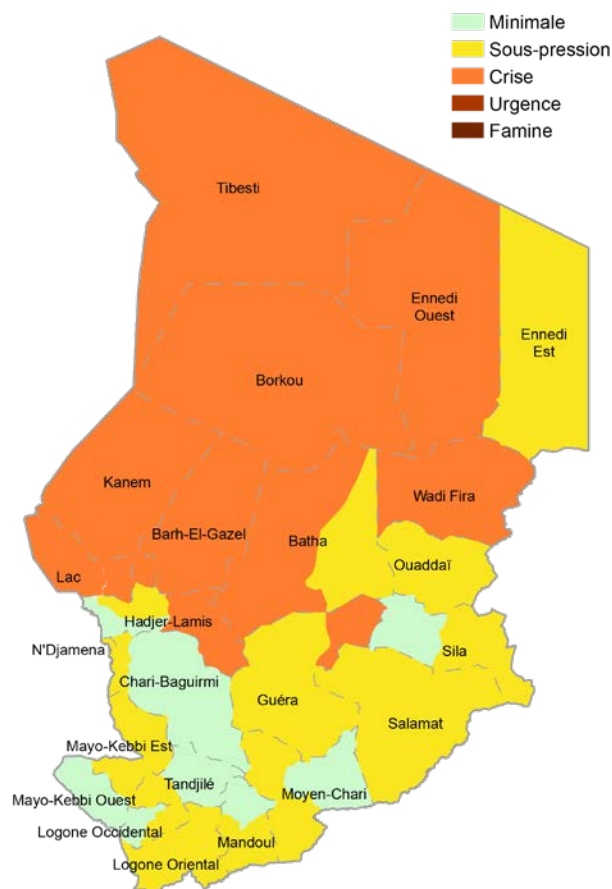 Minimale
Sous-pression
Crise
Urgence
Famine
Tibesti
Ennedi
Ouest
Ennedi
Est
Borkou
Kanem
Wadi Fira
Barh-El-Gazel
Batha
Ouaddaï
Lac
Hadjer-Lamis
N'Djamena
Sila
Chari-Baguirmi
Guéra
Salamat
Mayo-Kebbi Est
Tandjilé
Moyen-Chari
Mayo-Kebbi Ouest
Logone Occidental
Mandoul
Logone Oriental